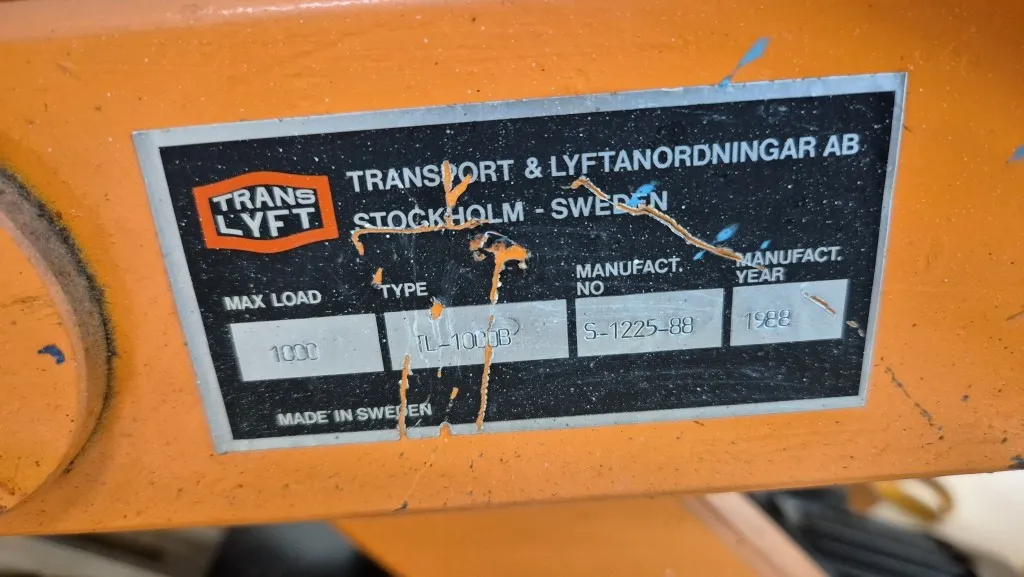 TRANS
LYFT
TRANSPORT & LYFTANORDNINGAR AB
STOCKHOLM - SWEDEN
MAX LOAD
TYPE
MANUFACT.
NO
MANUFACT.
YEAR
1000
TL-1000B
S-1225-88
1988
MADE IN SWEDEN